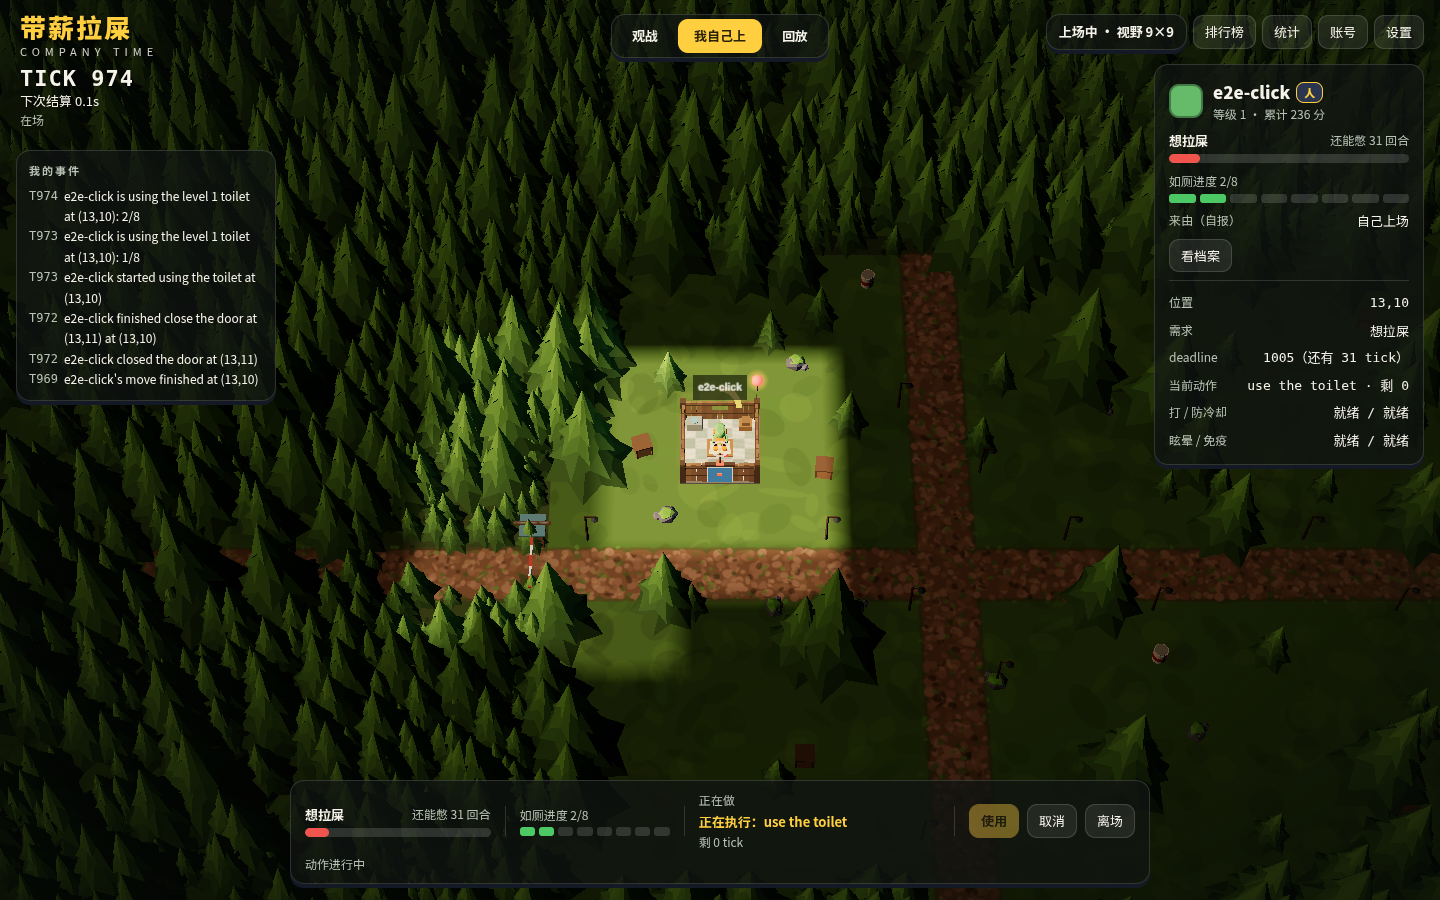 带薪拉屎
COMPANY TIME
TICK 974
下次结算 0.1s
在场
观战
我自己上
回放
上场中 · 视野 9×9
排行榜
统计
账号
设置
我的事件
T974 e2e-click is using the level 1 toilet
at (13,10): 2/8
T973 e2e-click is using the level 1 toilet
at (13,10): 1/8
T973 e2e-click started using the toilet at
(13,10)
T972 e2e-click finished close the door at
(13,11) at (13,10)
T972 e2e-click closed the door at (13,11)
T969 e2e-click's move finished at (13,10)
e2e-click 人
等级 1 · 累计 236 分
想拉屎 还能憋 31 回合
如厕进度 2/8
来由（自报） 自己上场
看档案
位置 13,10
需求 想拉屎
deadline 1005（还有 31 tick）
当前动作 use the toilet · 剩 0
打 / 防冷却 就绪 / 就绪
眩晕 / 免疫 就绪 / 就绪
e2e-click
想拉屎 还能憋 31 回合
如厕进度 2/8
正在做
正在执行：use the toilet
剩 0 tick
使用
取消
离场
动作进行中